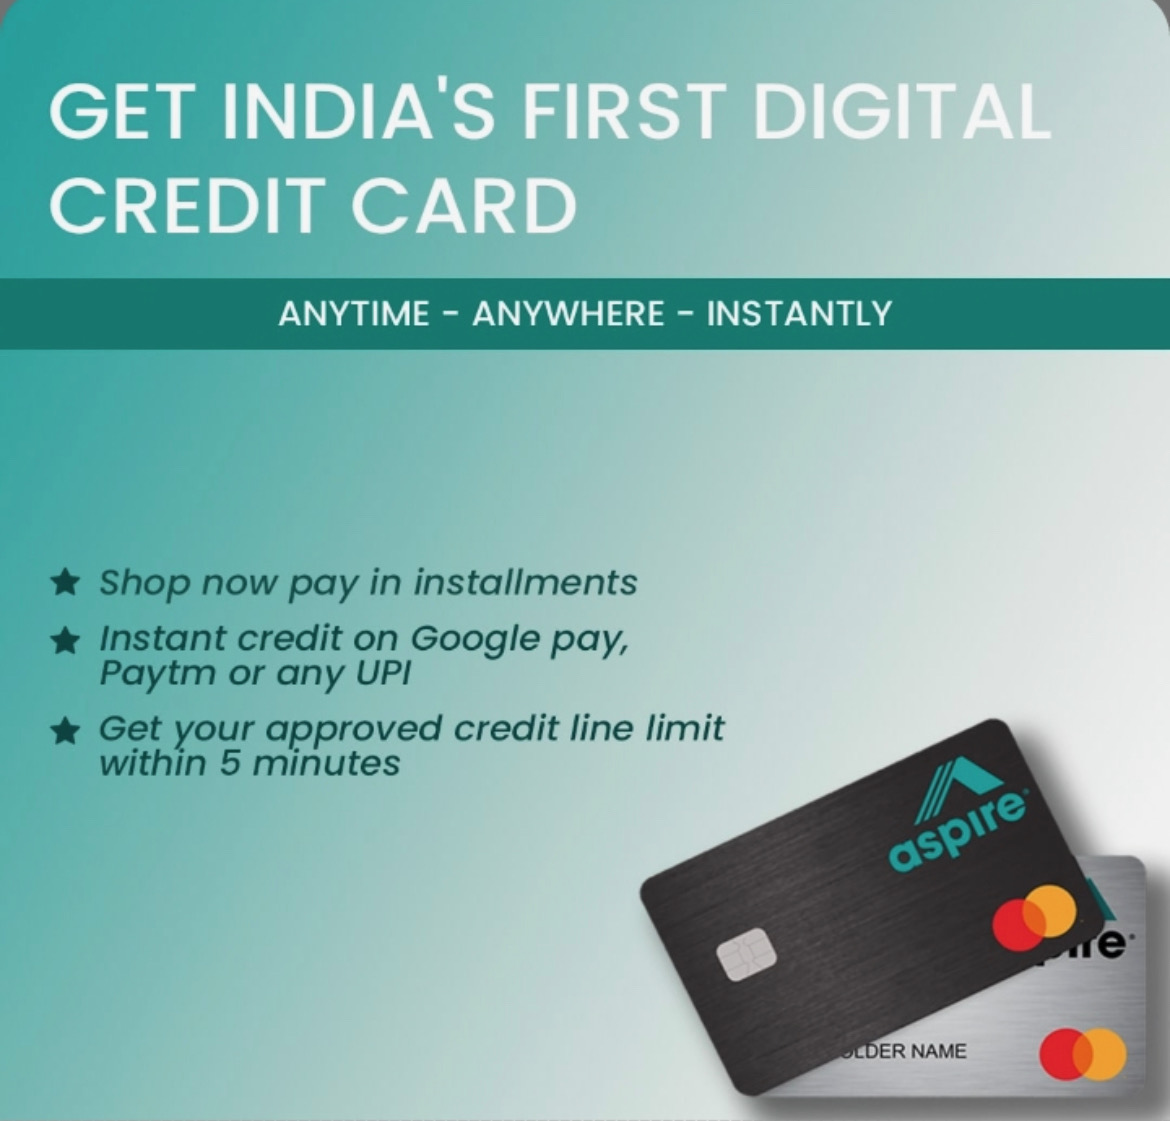 GET INDIA'S FIRST DIGITAL
CREDIT CARD
ANYTIME - ANYWHERE - INSTANTLY
Shop now pay in installments
Instant credit on Google pay,
Paytm or any UPI
Get your approved credit line limit
within 5 minutes
aspire
NAME